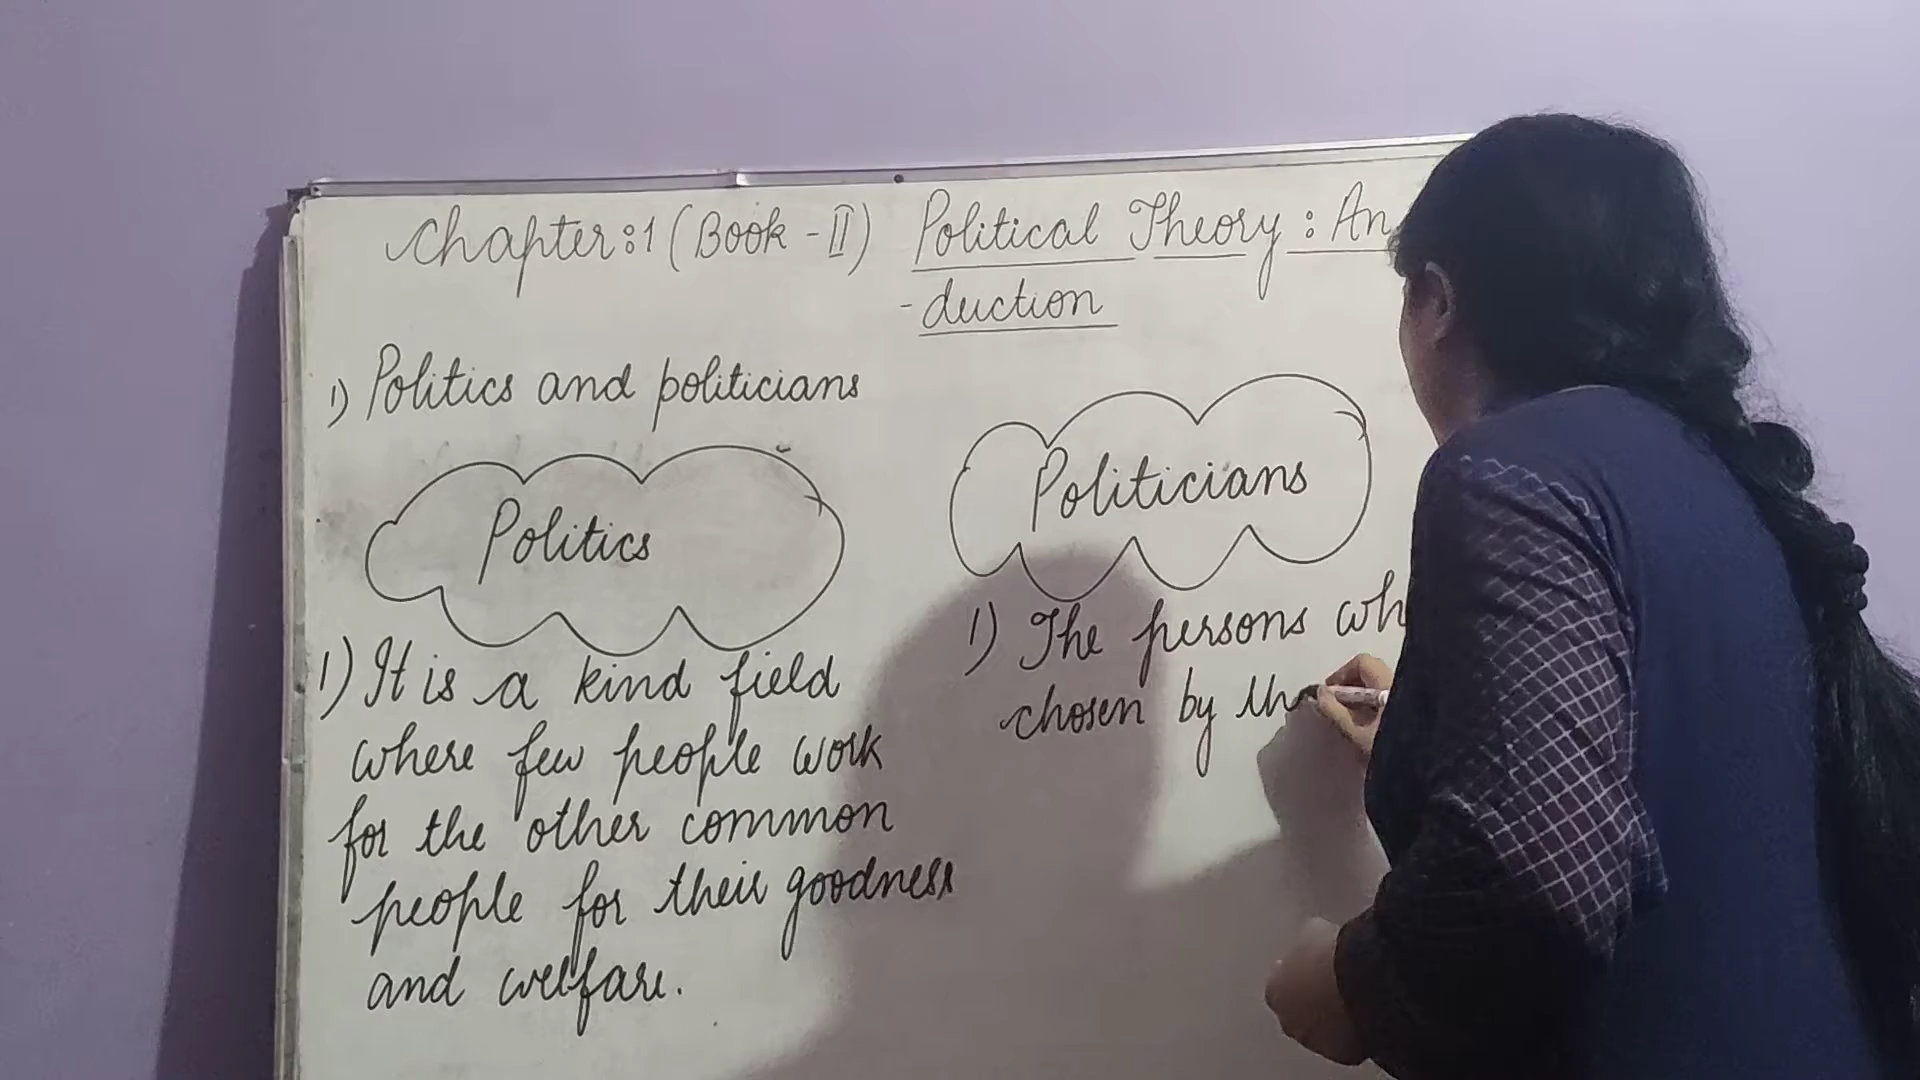 Chapter:1 (Book-II) Political Theory: An
-duction
1) Politics and politicians
Politics
1) It is a kind field
where few people work
for the other common
people for their goodness
and welfare.
Politicians
1) The persons
chosen by